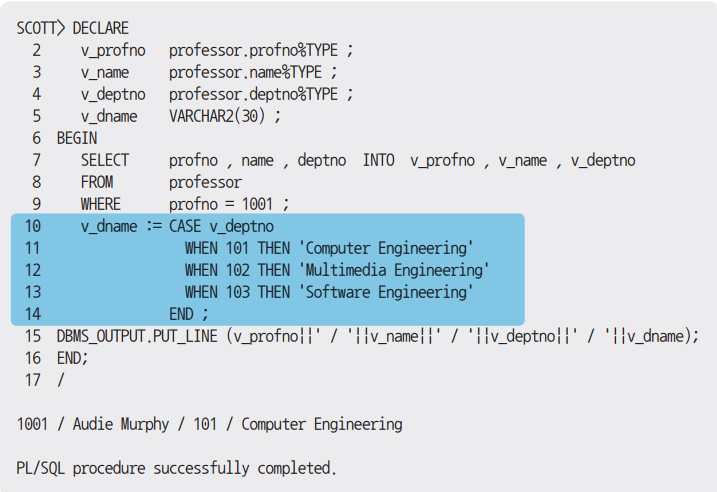 SCOTT> DECLARE
2 v_profno professor.profno%TYPE ;
3 v_name professor.name%TYPE ;
4 v_deptno professor.deptno%TYPE ;
5 v_dname VARCHAR2(30) ;
6 BEGIN
7 SELECT profno , name , deptno INTO v_profno , v_name , v_deptno
8 FROM professor
9 WHERE profno = 1001 ;
10 v_dname := CASE v_deptno
11 WHEN 101 THEN 'Computer Engineering'
12 WHEN 102 THEN 'Multimedia Engineering'
13 WHEN 103 THEN 'Software Engineering'
14 END ;
15 DBMS_OUTPUT.PUT_LINE (v_profno||' / '||v_name||' / '||v_deptno||' / '||v_dname);
16 END;
17 /
1001 / Audie Murphy / 101 / Computer Engineering
PL/SQL procedure successfully completed.